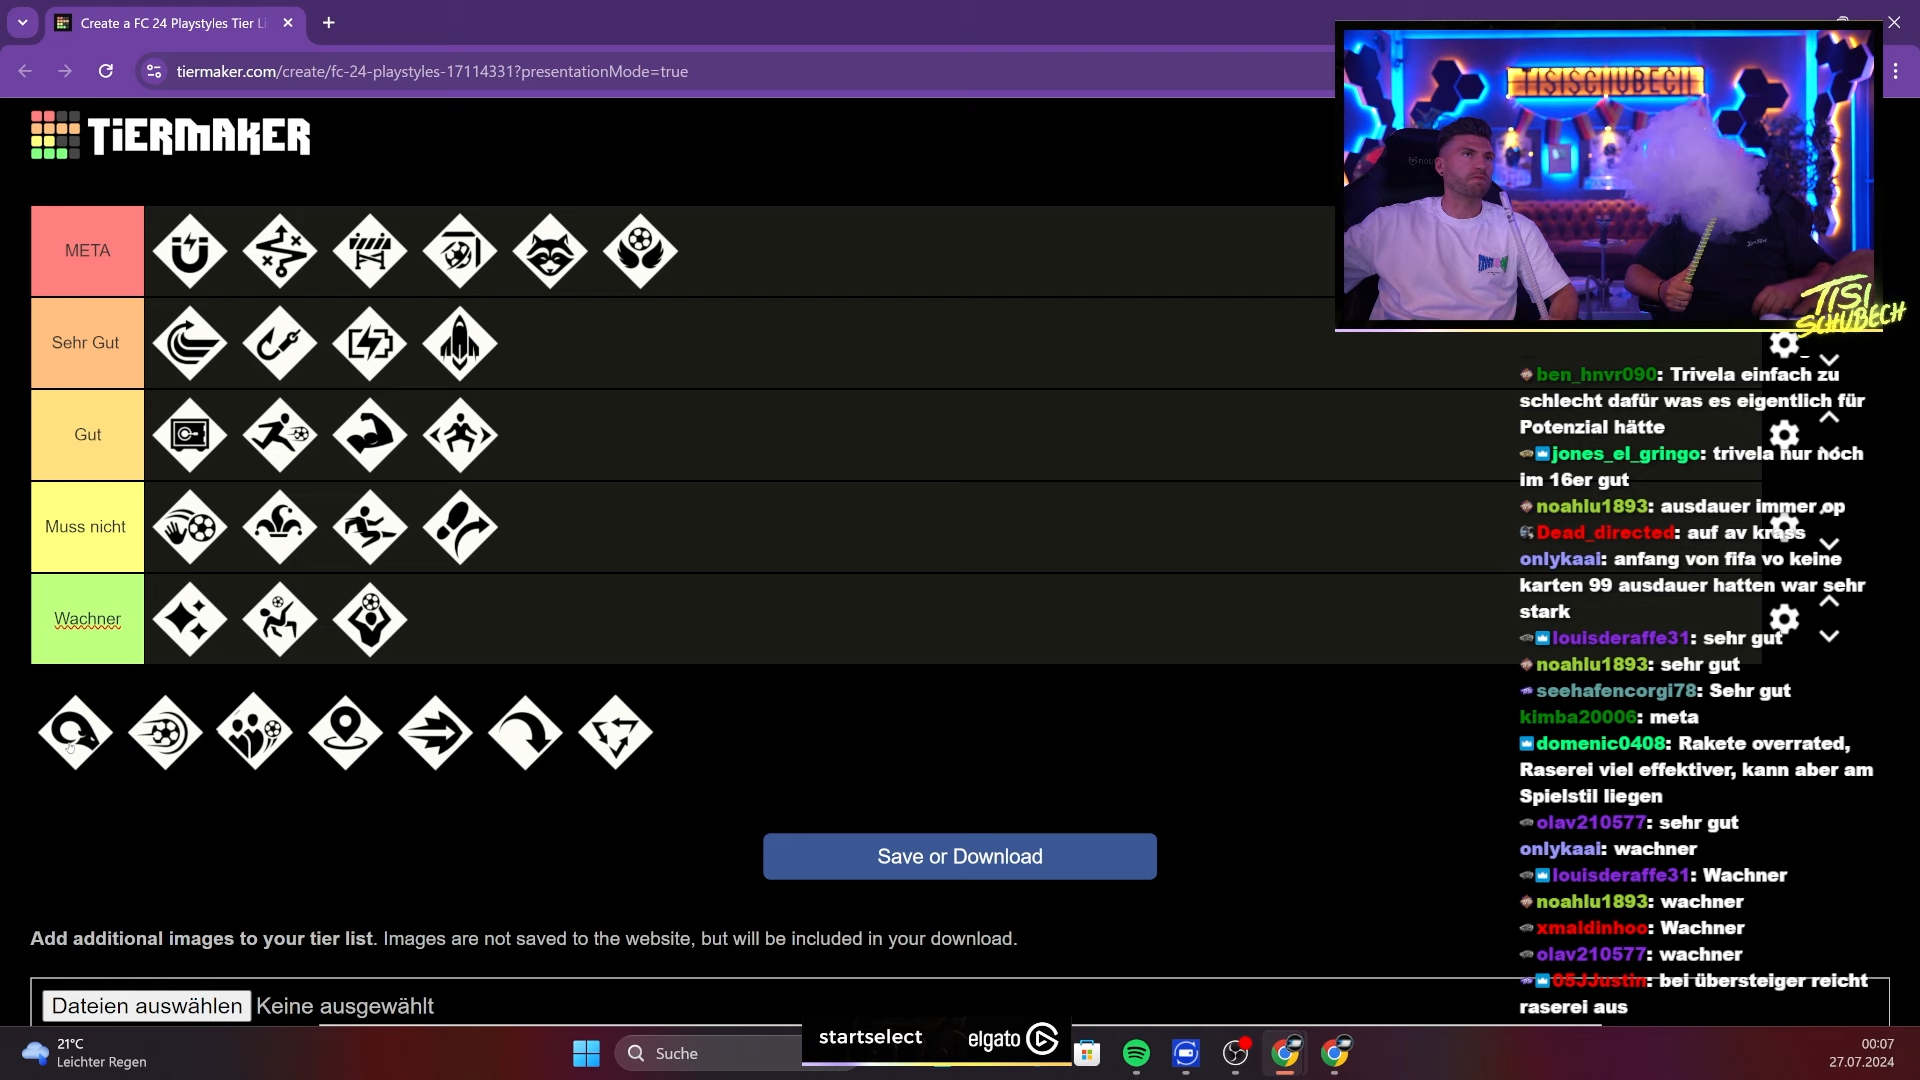 Create a FC 24 Playstyles Tier Li
tiermaker.com/create/fc-24-playstyles-17114331?presentationMode=true
TiERMAKER
TISISCHUBECH
TISI
SCHUBECH
META
Sehr Gut
Gut
Muss nicht
Wachner
ben_hnvr090: Trivela einfach zu
schlecht dafür was es eigentlich für
Potenzial hätte
jones_el_gringo: trivela nur noch
im 16er gut
noahlu1893: ausdauer immer op
Dead_directed: auf av krass
onlykaai: anfang von fifa vo keine
karten 99 ausdauer hatten war sehr
stark
louisderaffe31: sehr gut
noahlu1893: sehr gut
seehafencorgi78: Sehr gut
kimba20006: meta
domenic0408: Rakete overrated,
Raserei viel effektiver, kann aber am
Spielstil liegen
olav210577: sehr gut
onlykaai: wachner
louisderaffe31: Wachner
noahlu1893: wachner
xmaldinhoo: Wachner
olav210577: wachner
05JJustin: bei übersteiger reicht
raserei aus
Save or Download
Add additional images to your tier list. Images are not saved to the website, but will be included in your download.
Dateien auswählen Keine ausgewählt
21°C
Leichter Regen
Suche
startselect
elgato
00:07
27.07.2024